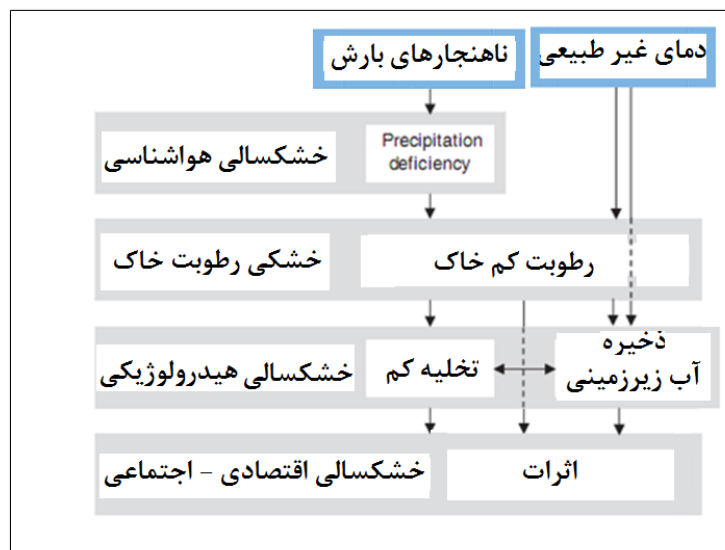 ناهنجارهای بارش
دمای غیر طبیعی
خشکسالی هواشناسی
Precipitation
deficiency
خشکی رطوبت خاک
رطوبت کم خاک
خشکسالی هیدرولوژیکی
تخلیه کم
ذخیره
آب زیرزمینی
خشکسالی اقتصادی - اجتماعی
اثرات